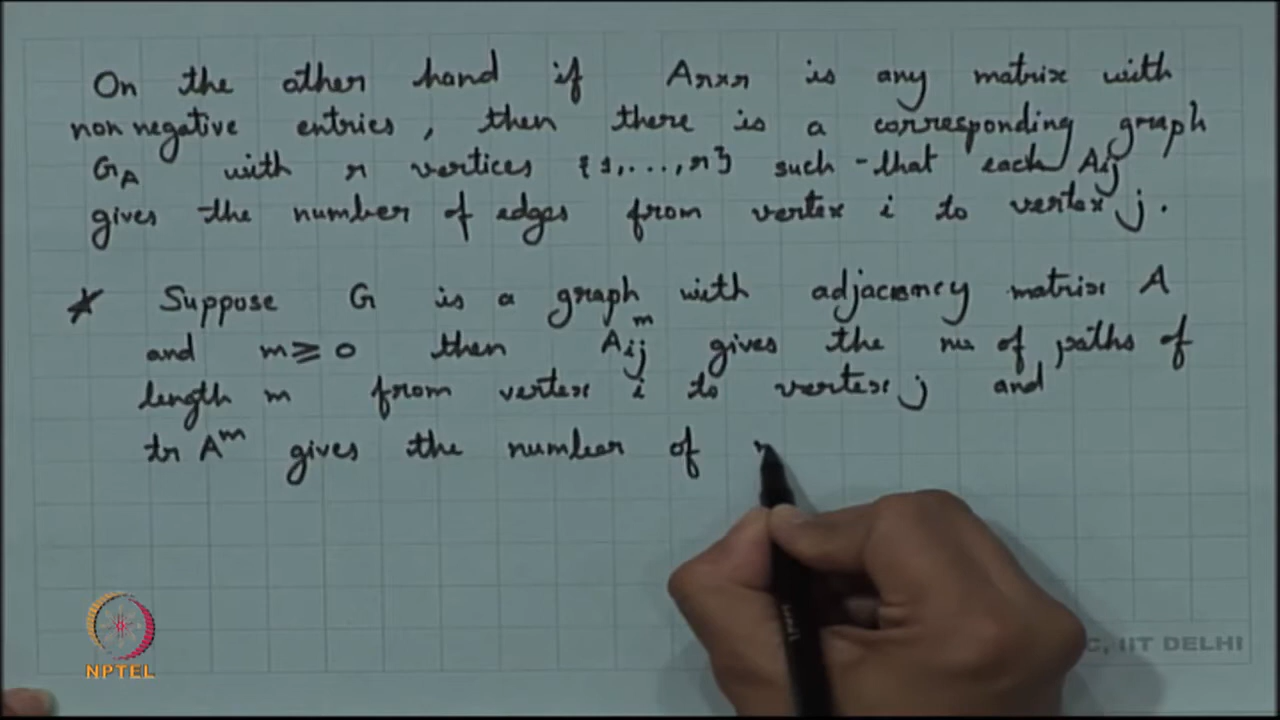 On the other hand if Arxr is any matrix with
non negative entries, then there is a corresponding graph
GA with r vertices {1,...,r} such that each Aij
gives the number of edges from vertex i to vertex j.
* Suppose G is a graph with adjacency matrix A
and m ≥ 0 then Aij^m gives the no of paths of
length m from vertex i to vertex j and
tr A^m gives the number of
NPTEL
C, IIT DELHI